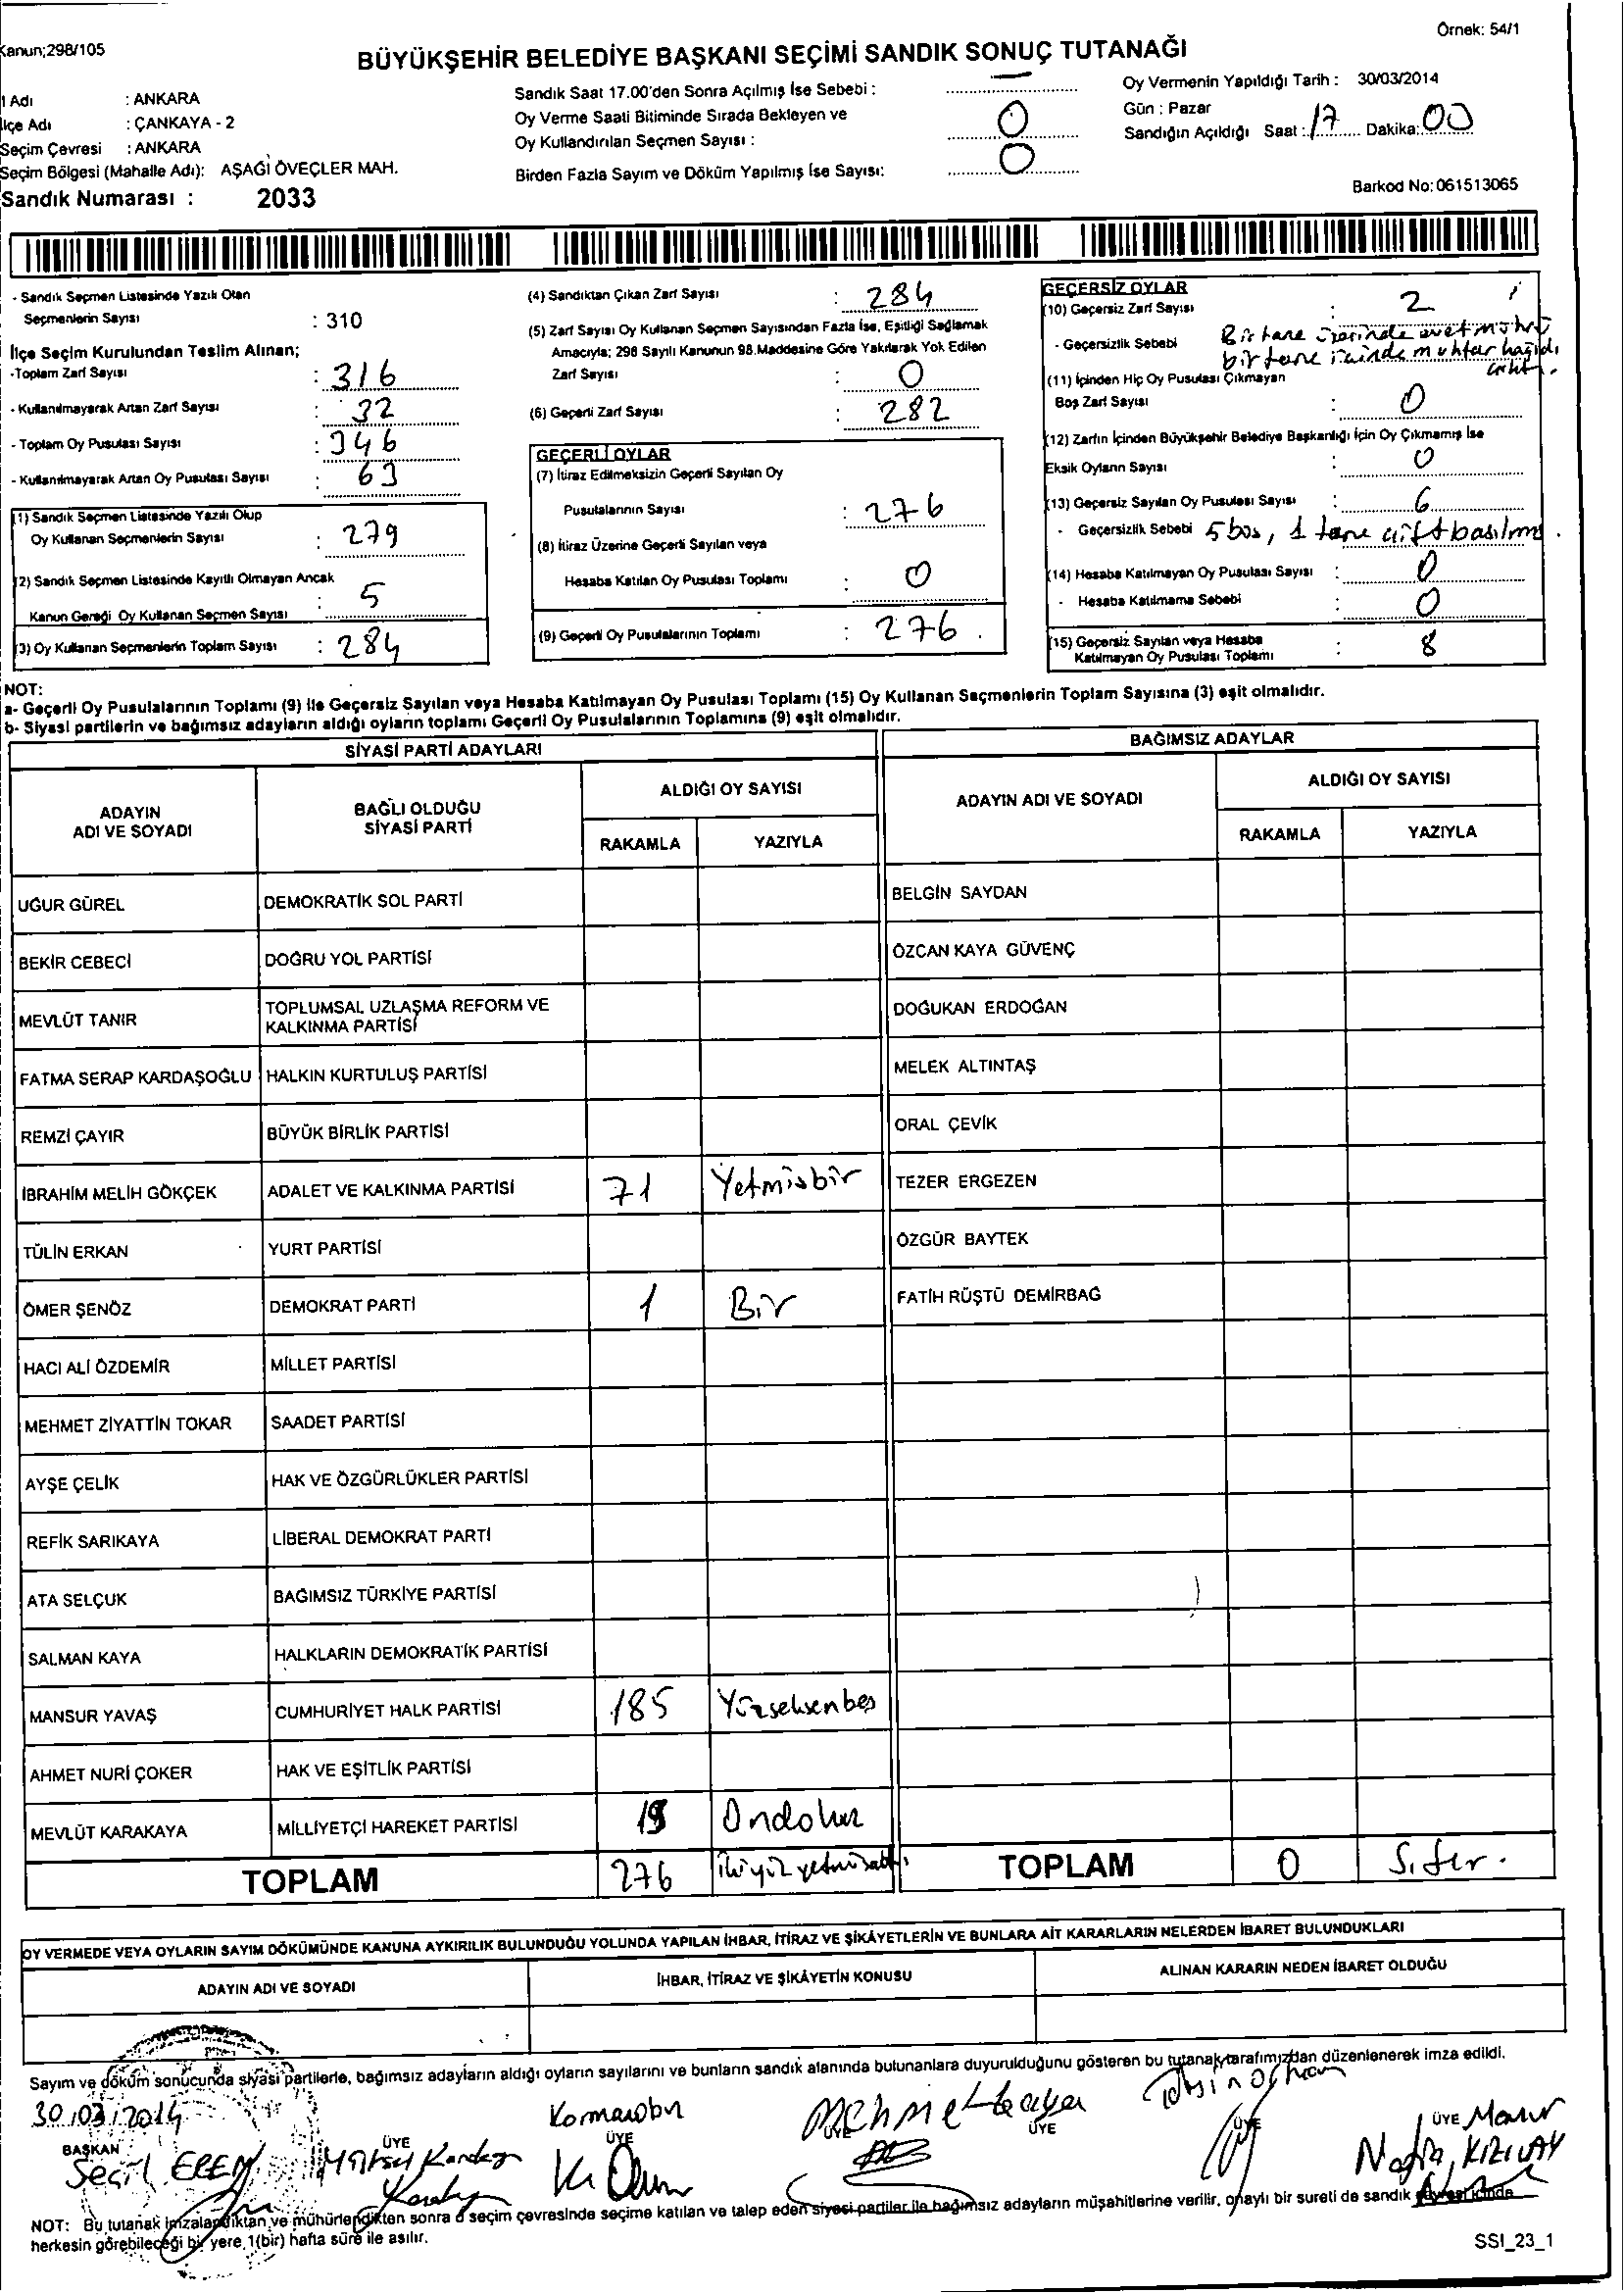 Kanun;298/105
Örnek: 54/1
BÜYÜKŞEHİR BELEDİYE BAŞKANI SEÇİMİ SANDIK SONUÇ TUTANAĞI
İl Adı : ANKARA
İlçe Adı : ÇANKAYA - 2
Seçim Çevresi : ANKARA
Seçim Bölgesi (Mahalle Adı): AŞAĞI ÖVEÇLER MAH.
Sandık Numarası : 2033
Sandık Saat 17.00'den Sonra Açılmış İse Sebebi : —
Oy Verme Saati Bitiminde Sırada Bekleyen ve
Oy Kullandırılan Seçmen Sayısı : 0
Birden Fazla Sayım ve Döküm Yapılmış İse Sayısı: 0
Oy Vermenin Yapıldığı Tarih : 30/03/2014
Gün : Pazar
Sandığın Açıldığı Saat : 17 Dakika: 00
Barkod No: 061513065
- Sandık Seçmen Listesinde Yazılı Olan
Seçmenlerin Sayısı : 310
İlçe Seçim Kurulundan Teslim Alınan;
-Toplam Zarf Sayısı : 316
- Kullanılmayarak Artan Zarf Sayısı : 32
- Toplam Oy Pusulası Sayısı : 346
- Kullanılmayarak Artan Oy Pusulası Sayısı : 63
(1) Sandık Seçmen Listesinde Yazılı Olup
Oy Kullanan Seçmenlerin Sayısı : 279
(2) Sandık Seçmen Listesinde Kayıtlı Olmayan Ancak
Kanun Gereği Oy Kullanan Seçmen Sayısı : 5
(3) Oy Kullanan Seçmenlerin Toplam Sayısı : 284
(4) Sandıktan Çıkan Zarf Sayısı : 284
(5) Zarf Sayısı Oy Kullanan Seçmen Sayısından Fazla İse, Eşitliği Sağlamak
Amacıyla; 298 Sayılı Kanunun 98.Maddesine Göre Yakılarak Yok Edilen
Zarf Sayısı : 0
(6) Geçerli Zarf Sayısı : 282
GEÇERLİ OYLAR
(7) İtiraz Edilmeksizin Geçerli Sayılan Oy
Pusulalarının Sayısı : 276
(8) İtiraz Üzerine Geçerli Sayılan veya
Hesaba Katılan Oy Pusulası Toplamı : 0
(9) Geçerli Oy Pusulalarının Toplamı : 276
GEÇERSİZ OYLAR
(10) Geçersiz Zarf Sayısı : 2
- Geçersizlik Sebebi Bir tane üzerinde evet mührü
bir tane içinde muhtar kağıdı
çıktı.
(11) İçinden Hiç Oy Pusulası Çıkmayan
Boş Zarf Sayısı : 0
(12) Zarfın İçinden Büyükşehir Belediye Başkanlığı İçin Oy Çıkmamış İse
Eksik Oyların Sayısı : 0
(13) Geçersiz Sayılan Oy Pusulası Sayısı : 6
- Geçersizlik Sebebi 5 boş, 1 tane çift basılmış.
(14) Hesaba Katılmayan Oy Pusulası Sayısı : 0
- Hesaba Katılmama Sebebi : 0
(15) Geçersiz Sayılan veya Hesaba
Katılmayan Oy Pusulası Toplamı : 8
NOT:
a- Geçerli Oy Pusulalarının Toplamı (9) ile Geçersiz Sayılan veya Hesaba Katılmayan Oy Pusulası Toplamı (15) Oy Kullanan Seçmenlerin Toplam Sayısına (3) eşit olmalıdır.
b- Siyasi partilerin ve bağımsız adayların aldığı oyların toplamı Geçerli Oy Pusulalarının Toplamına (9) eşit olmalıdır.
SİYASİ PARTİ ADAYLARI
ADAYIN
ADI VE SOYADI
BAĞLI OLDUĞU
SİYASİ PARTİ
ALDIĞI OY SAYISI
RAKAMLA YAZIYLA
UĞUR GÜREL DEMOKRATİK SOL PARTİ
BEKİR CEBECİ DOĞRU YOL PARTİSİ
MEVLÜT TANIR TOPLUMSAL UZLAŞMA REFORM VE
KALKINMA PARTİSİ
FATMA SERAP KARDAŞOĞLU HALKIN KURTULUŞ PARTİSİ
REMZİ ÇAYIR BÜYÜK BİRLİK PARTİSİ
İBRAHİM MELİH GÖKÇEK ADALET VE KALKINMA PARTİSİ 71 Yetmişbir
TÜLİN ERKAN YURT PARTİSİ
ÖMER ŞENÖZ DEMOKRAT PARTİ 1 Bir
HACI ALİ ÖZDEMİR MİLLET PARTİSİ
MEHMET ZİYATTİN TOKAR SAADET PARTİSİ
AYŞE ÇELİK HAK VE ÖZGÜRLÜKLER PARTİSİ
REFİK SARIKAYA LİBERAL DEMOKRAT PARTİ
ATA SELÇUK BAĞIMSIZ TÜRKİYE PARTİSİ
SALMAN KAYA HALKLARIN DEMOKRATİK PARTİSİ
MANSUR YAVAŞ CUMHURİYET HALK PARTİSİ 185 Yüzseksenbeş
AHMET NURİ ÇOKER HAK VE EŞİTLİK PARTİSİ
MEVLÜT KARAKAYA MİLLİYETÇİ HAREKET PARTİSİ 19 Ondokuz
TOPLAM 276 ikiyüzyetmişaltı
BAĞIMSIZ ADAYLAR
ADAYIN ADI VE SOYADI
ALDIĞI OY SAYISI
RAKAMLA YAZIYLA
BELGİN SAYDAN
ÖZCAN KAYA GÜVENÇ
DOĞUKAN ERDOĞAN
MELEK ALTINTAŞ
ORAL ÇEVİK
TEZER ERGEZEN
ÖZGÜR BAYTEK
FATİH RÜŞTÜ DEMİRBAĞ
TOPLAM 0 Sıfır.
OY VERMEDE VEYA OYLARIN SAYIM DÖKÜMÜNDE KANUNA AYKIRILIK BULUNDUĞU YOLUNDA YAPILAN İHBAR, İTİRAZ VE ŞİKÂYETLERİN VE BUNLARA AİT KARARLARIN NELERDEN İBARET BULUNDUKLARI
ADAYIN ADI VE SOYADI İHBAR, İTİRAZ VE ŞİKÂYETİN KONUSU ALINAN KARARIN NEDEN İBARET OLDUĞU
Sayım ve döküm sonucunda siyasi partilerle, bağımsız adayların aldığı oyların sayılarını ve bunların sandık alanında bulunanlara duyurulduğunu gösteren bu tutanak tarafımızdan düzenlenerek imza edildi.
30/03/2014
BAŞKAN ÜYE ÜYE ÜYE ÜYE ÜYE ÜYE
Seçil EREN
Mehmet Kaya
KIZILAY
NOT: Bu tutanak imzalandıktan ve mühürlendikten sonra o seçim çevresinde seçime katılan ve talep eden siyasi partiler ile bağımsız adayların müşahitlerine verilir, onaylı bir sureti de sandık çevresi içinde
herkesin görebileceği bir yere 1(bir) hafta süre ile asılır.
SSI_23_1